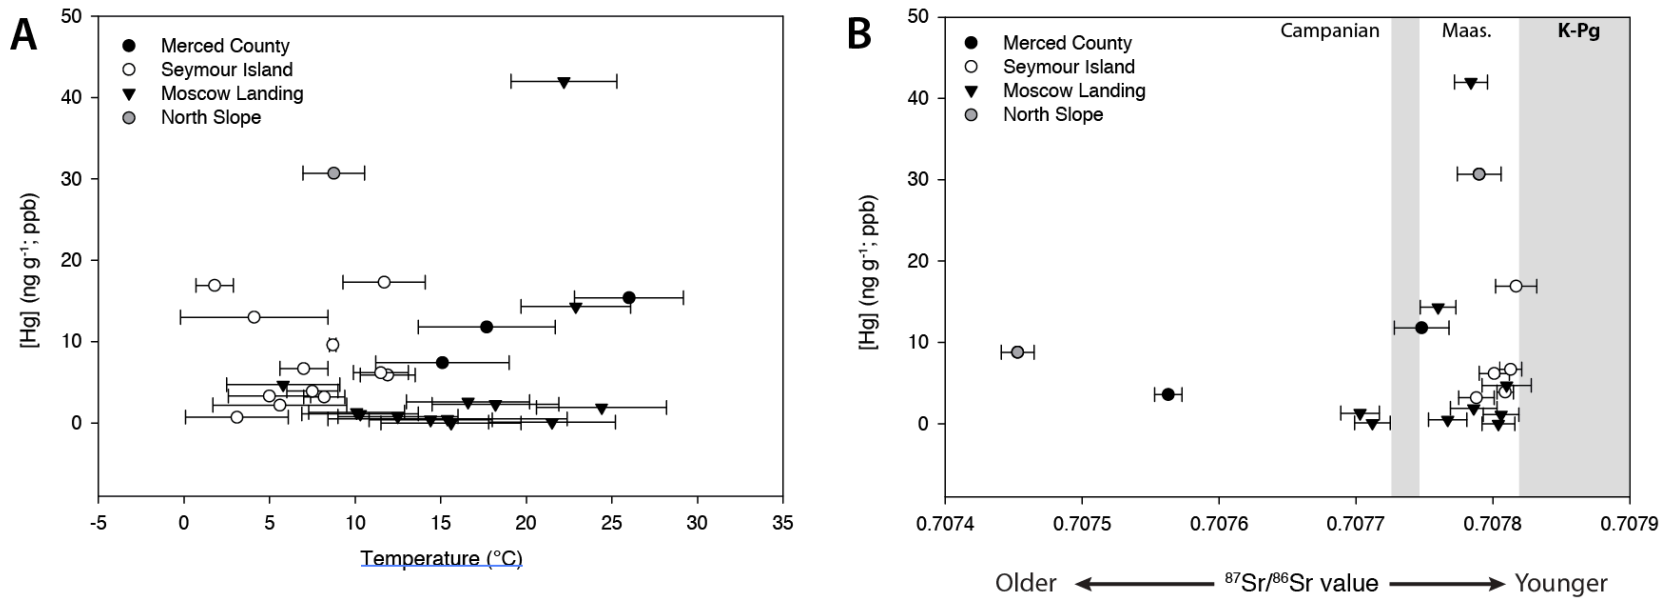 A
50
40
30
20
10
0
[Hg] (ng g⁻¹; ppb)
Merced County
Seymour Island
Moscow Landing
North Slope
-5 0 5 10 15 20 25 30 35
Temperature (°C)
B
50
40
30
20
10
0
[Hg] (ng g⁻¹; ppb)
Campanian Maas. K-Pg
Merced County
Seymour Island
Moscow Landing
North Slope
0.7074 0.7075 0.7076 0.7077 0.7078 0.7079
Older ⁸⁷Sr/⁸⁶Sr value Younger